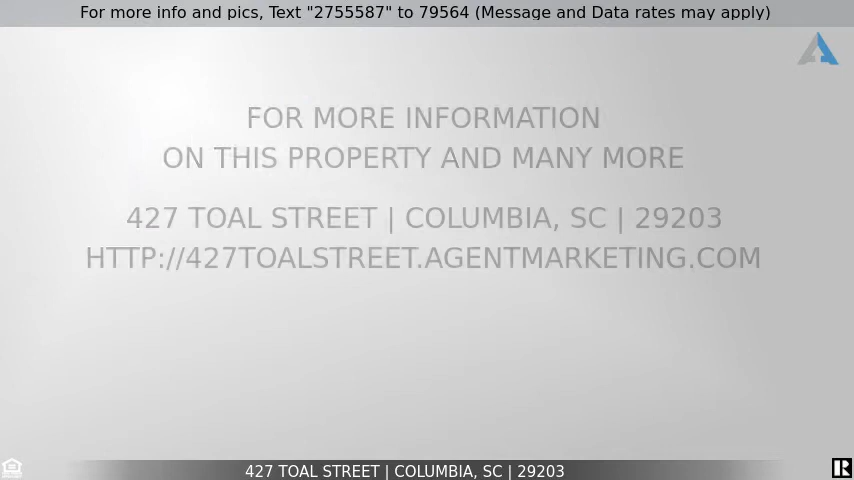 For more info and pics, Text "2755587" to 79564 (Message and Data rates may apply)
FOR MORE INFORMATION
ON THIS PROPERTY AND MANY MORE
427 TOAL STREET | COLUMBIA, SC | 29203
HTTP://427TOALSTREET.AGENTMARKETING.COM
427 TOAL STREET | COLUMBIA, SC | 29203